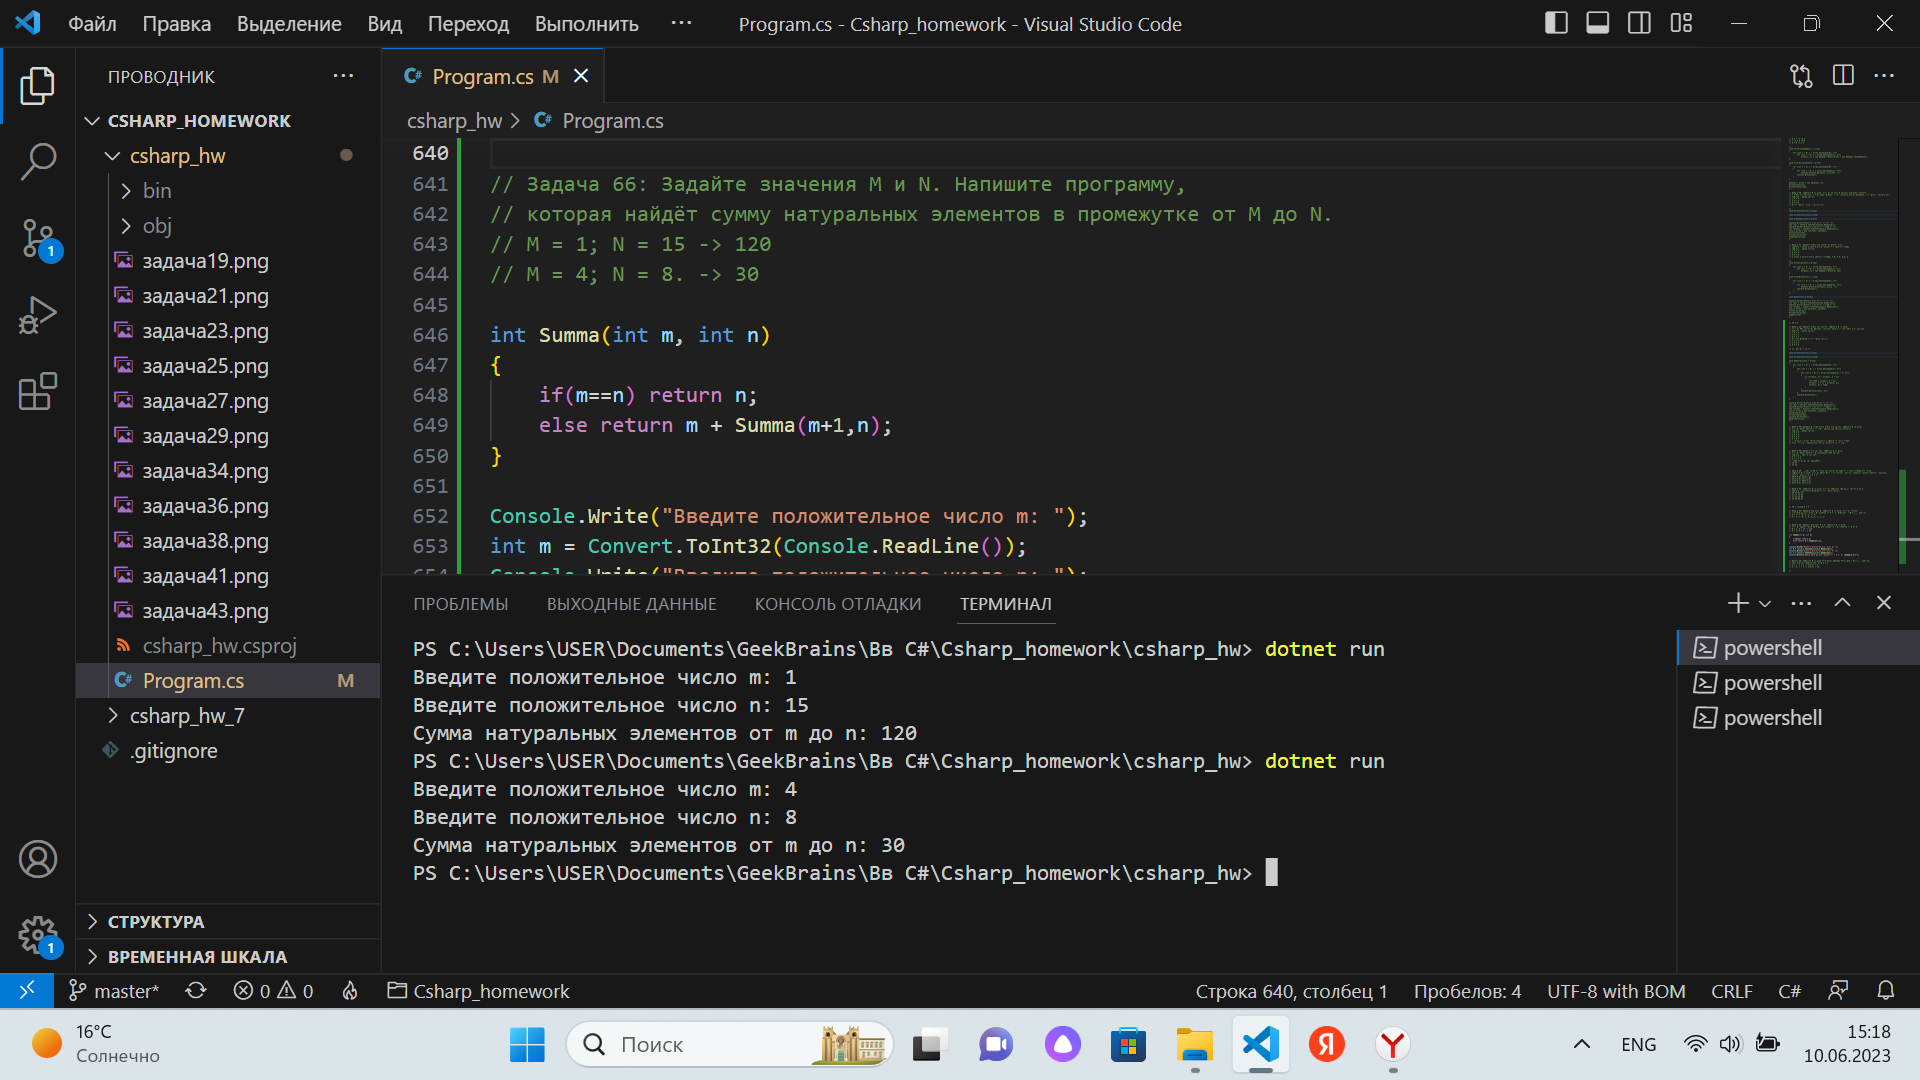 Файл Правка Выделение Вид Переход Выполнить ··· Program.cs - Csharp_homework - Visual Studio Code
ПРОВОДНИК ···
CSHARP_HOMEWORK
csharp_hw
bin
obj
задача19.png
задача21.png
задача23.png
задача25.png
задача27.png
задача29.png
задача34.png
задача36.png
задача38.png
задача41.png
задача43.png
csharp_hw.csproj
Program.cs M
csharp_hw_7
.gitignore
СТРУКТУРА
ВРЕМЕННАЯ ШКАЛА
1
1
C# Program.cs M
csharp_hw > C# Program.cs
640
641 // Задача 66: Задайте значения M и N. Напишите программу,
642 // которая найдёт сумму натуральных элементов в промежутке от M до N.
643 // M = 1; N = 15 -> 120
644 // M = 4; N = 8. -> 30
645
646 int Summa(int m, int n)
647 {
648 if(m==n) return n;
649 else return m + Summa(m+1,n);
650 }
651
652 Console.Write("Введите положительное число m: ");
653 int m = Convert.ToInt32(Console.ReadLine());
654 Console.Write("Введите положительное число n: ");
ПРОБЛЕМЫ ВЫХОДНЫЕ ДАННЫЕ КОНСОЛЬ ОТЛАДКИ ТЕРМИНАЛ
PS C:\Users\USER\Documents\GeekBrains\Вв C#\Csharp_homework\csharp_hw> dotnet run
Введите положительное число m: 1
Введите положительное число n: 15
Сумма натуральных элементов от m до n: 120
PS C:\Users\USER\Documents\GeekBrains\Вв C#\Csharp_homework\csharp_hw> dotnet run
Введите положительное число m: 4
Введите положительное число n: 8
Сумма натуральных элементов от m до n: 30
PS C:\Users\USER\Documents\GeekBrains\Вв C#\Csharp_homework\csharp_hw>
powershell
powershell
powershell
master* 0 0 Csharp_homework Строка 640, столбец 1 Пробелов: 4 UTF-8 with BOM CRLF C#
16°C
Солнечно
Поиск
Я
ENG
15:18
10.06.2023